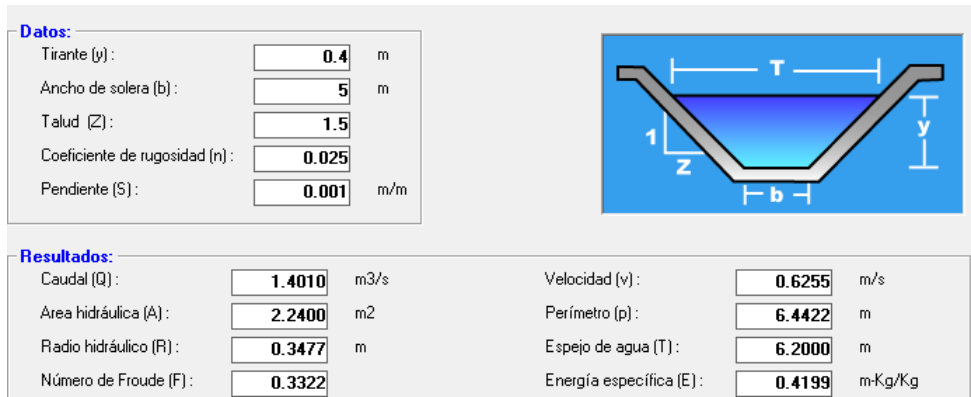 Datos:
Tirante (y) : 0.4 m
Ancho de solera (b) : 5 m
Talud (Z) : 1.5
Coeficiente de rugosidad (n) : 0.025
Pendiente (S) : 0.001 m/m
T
1
Z
y
b
Resultados:
Caudal (Q) : 1.4010 m3/s Velocidad (v) : 0.6255 m/s
Area hidráulica (A) : 2.2400 m2 Perímetro (p) : 6.4422 m
Radio hidráulico (R) : 0.3477 m Espejo de agua (T) : 6.2000 m
Número de Froude (F) : 0.3322 Energía específica (E) : 0.4199 m-Kg/Kg